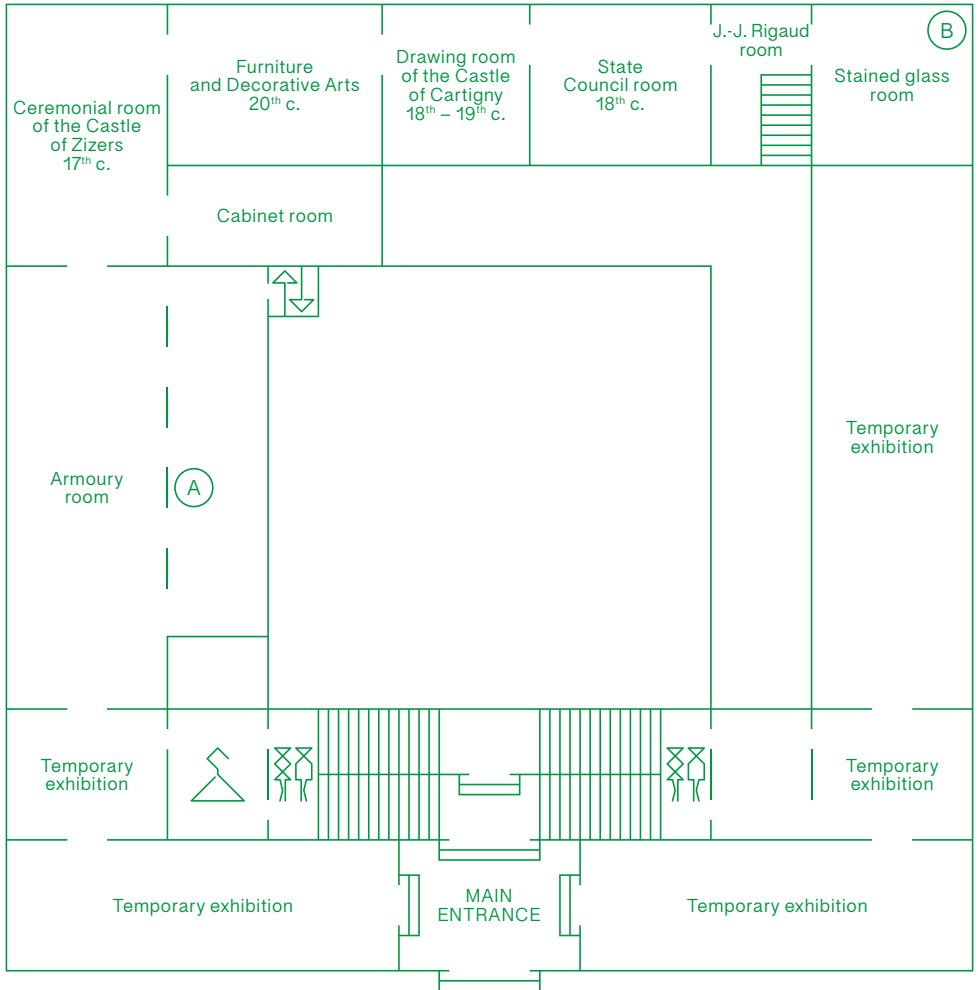 Ceremonial room
of the Castle
of Zizers
17th c.
Furniture
and Decorative Arts
20th c.
Drawing room
of the Castle
of Cartigny
18th – 19th c.
State
Council room
18th c.
J.-J. Rigaud
room
B
Stained glass
room
Cabinet room
Armoury
room
A
Temporary
exhibition
Temporary
exhibition
Temporary
exhibition
Temporary exhibition
MAIN
ENTRANCE
Temporary exhibition